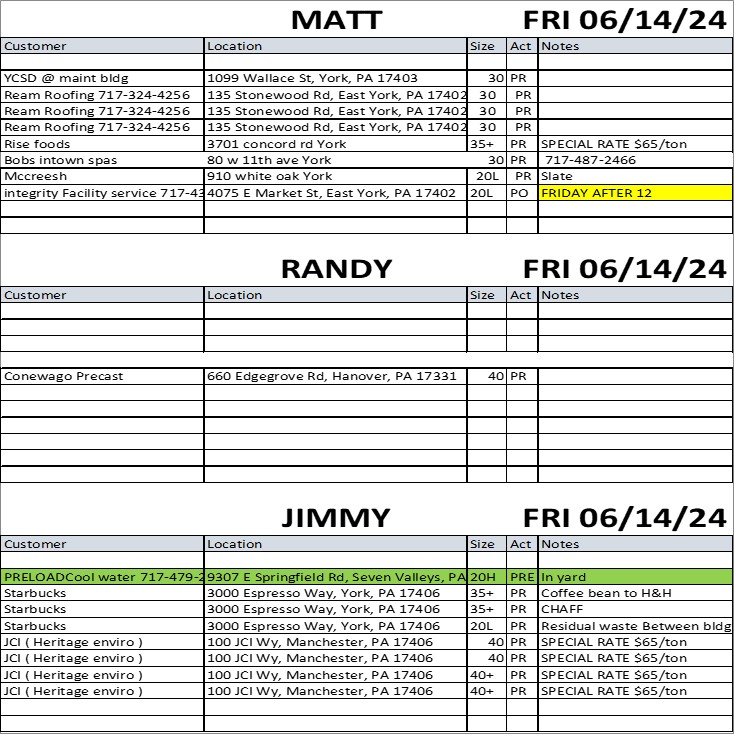 MATT FRI 06/14/24
Customer Location Size Act Notes
YCSD @ maint bldg 1099 Wallace St, York, PA 17403 30 PR
Ream Roofing 717-324-4256 135 Stonewood Rd, East York, PA 17402 30 PR
Ream Roofing 717-324-4256 135 Stonewood Rd, East York, PA 17402 30 PR
Ream Roofing 717-324-4256 135 Stonewood Rd, East York, PA 17402 30 PR
Rise foods 3701 concord rd York 35+ PR SPECIAL RATE $65/ton
Bobs intown spas 80 w 11th ave York 30 PR 717-487-2466
Mccreesh 910 white oak York 20L PR Slate
integrity Facility service 717-43 4075 E Market St, East York, PA 17402 20L PO FRIDAY AFTER 12
RANDY FRI 06/14/24
Customer Location Size Act Notes
Conewago Precast 660 Edgegrove Rd, Hanover, PA 17331 40 PR
JIMMY FRI 06/14/24
Customer Location Size Act Notes
PRELOADCool water 717-479-2 9307 E Springfield Rd, Seven Valleys, PA 20H PRE In yard
Starbucks 3000 Espresso Way, York, PA 17406 35+ PR Coffee bean to H&H
Starbucks 3000 Espresso Way, York, PA 17406 35+ PR CHAFF
Starbucks 3000 Espresso Way, York, PA 17406 20L PR Residual waste Between bldg
JCI ( Heritage enviro ) 100 JCI Wy, Manchester, PA 17406 40 PR SPECIAL RATE $65/ton
JCI ( Heritage enviro ) 100 JCI Wy, Manchester, PA 17406 40 PR SPECIAL RATE $65/ton
JCI ( Heritage enviro ) 100 JCI Wy, Manchester, PA 17406 40+ PR SPECIAL RATE $65/ton
JCI ( Heritage enviro ) 100 JCI Wy, Manchester, PA 17406 40+ PR SPECIAL RATE $65/ton